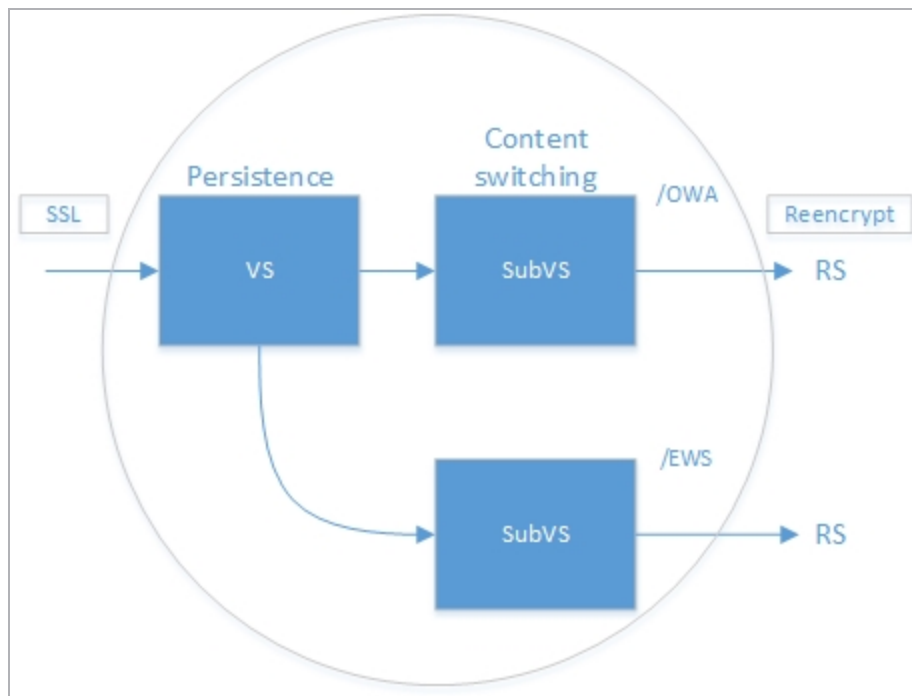 Content
Persistence
switching
/OWA
SSL
Reencrypt
VS
SubVS
RS
/EWS
SubVS
RS